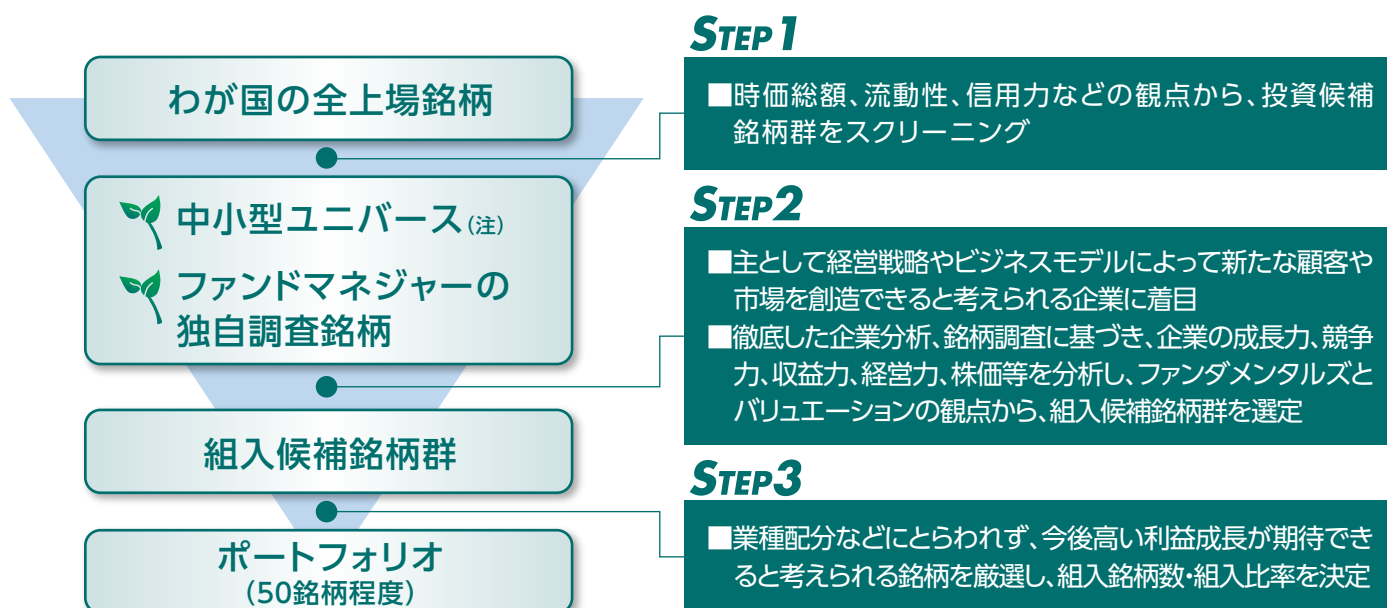 わが国の全上場銘柄
STEP 1
■時価総額、流動性、信用力などの観点から、投資候補
銘柄群をスクリーニング
中小型ユニバース(注)
ファンドマネジャーの
独自調査銘柄
STEP2
■主として経営戦略やビジネスモデルによって新たな顧客や
市場を創造できると考えられる企業に着目
■徹底した企業分析、銘柄調査に基づき、企業の成長力、競争
力、収益力、経営力、株価等を分析し、ファンダメンタルズと
バリュエーションの観点から、組入候補銘柄群を選定
組入候補銘柄群
STEP3
■業種配分などにとらわれず、今後高い利益成長が期待でき
ると考えられる銘柄を厳選し、組入銘柄数・組入比率を決定
ポートフォリオ
(50銘柄程度)